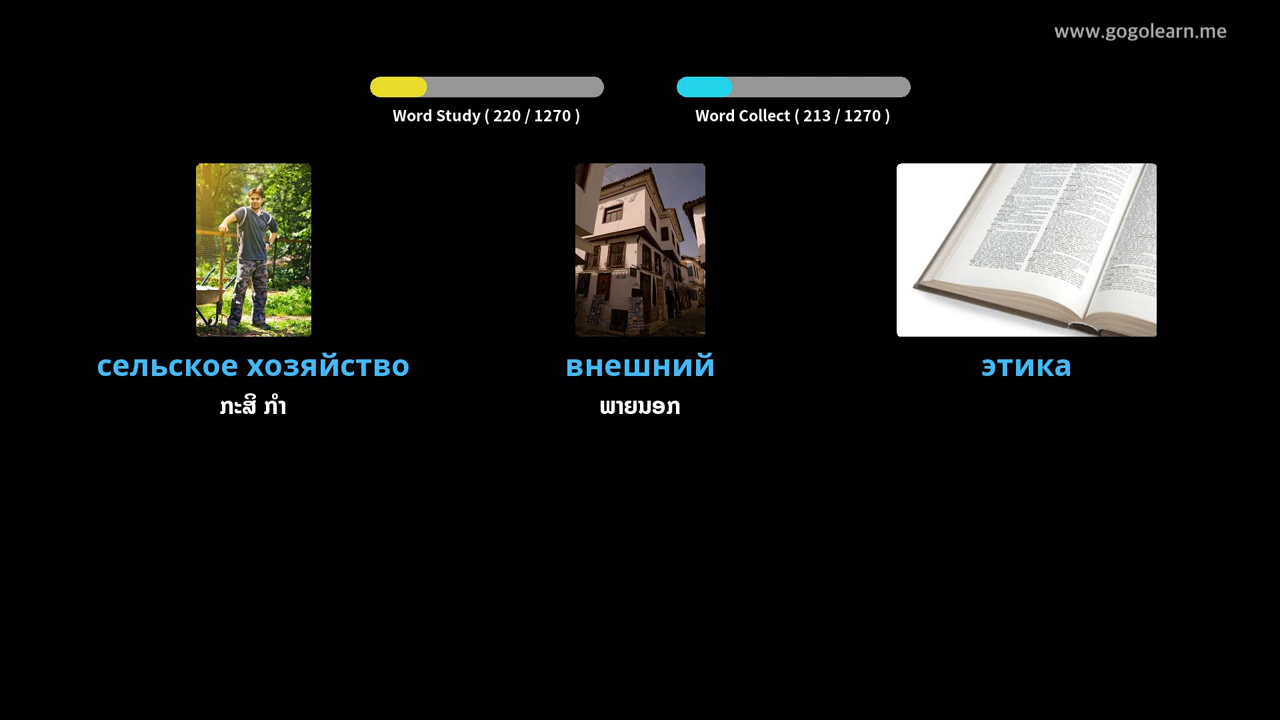 www.gogolearn.me
Word Study ( 220 / 1270 )
Word Collect ( 213 / 1270 )
сельское хозяйство
ກະສິ ກຳ
внешний
ພາຍນອກ
этика